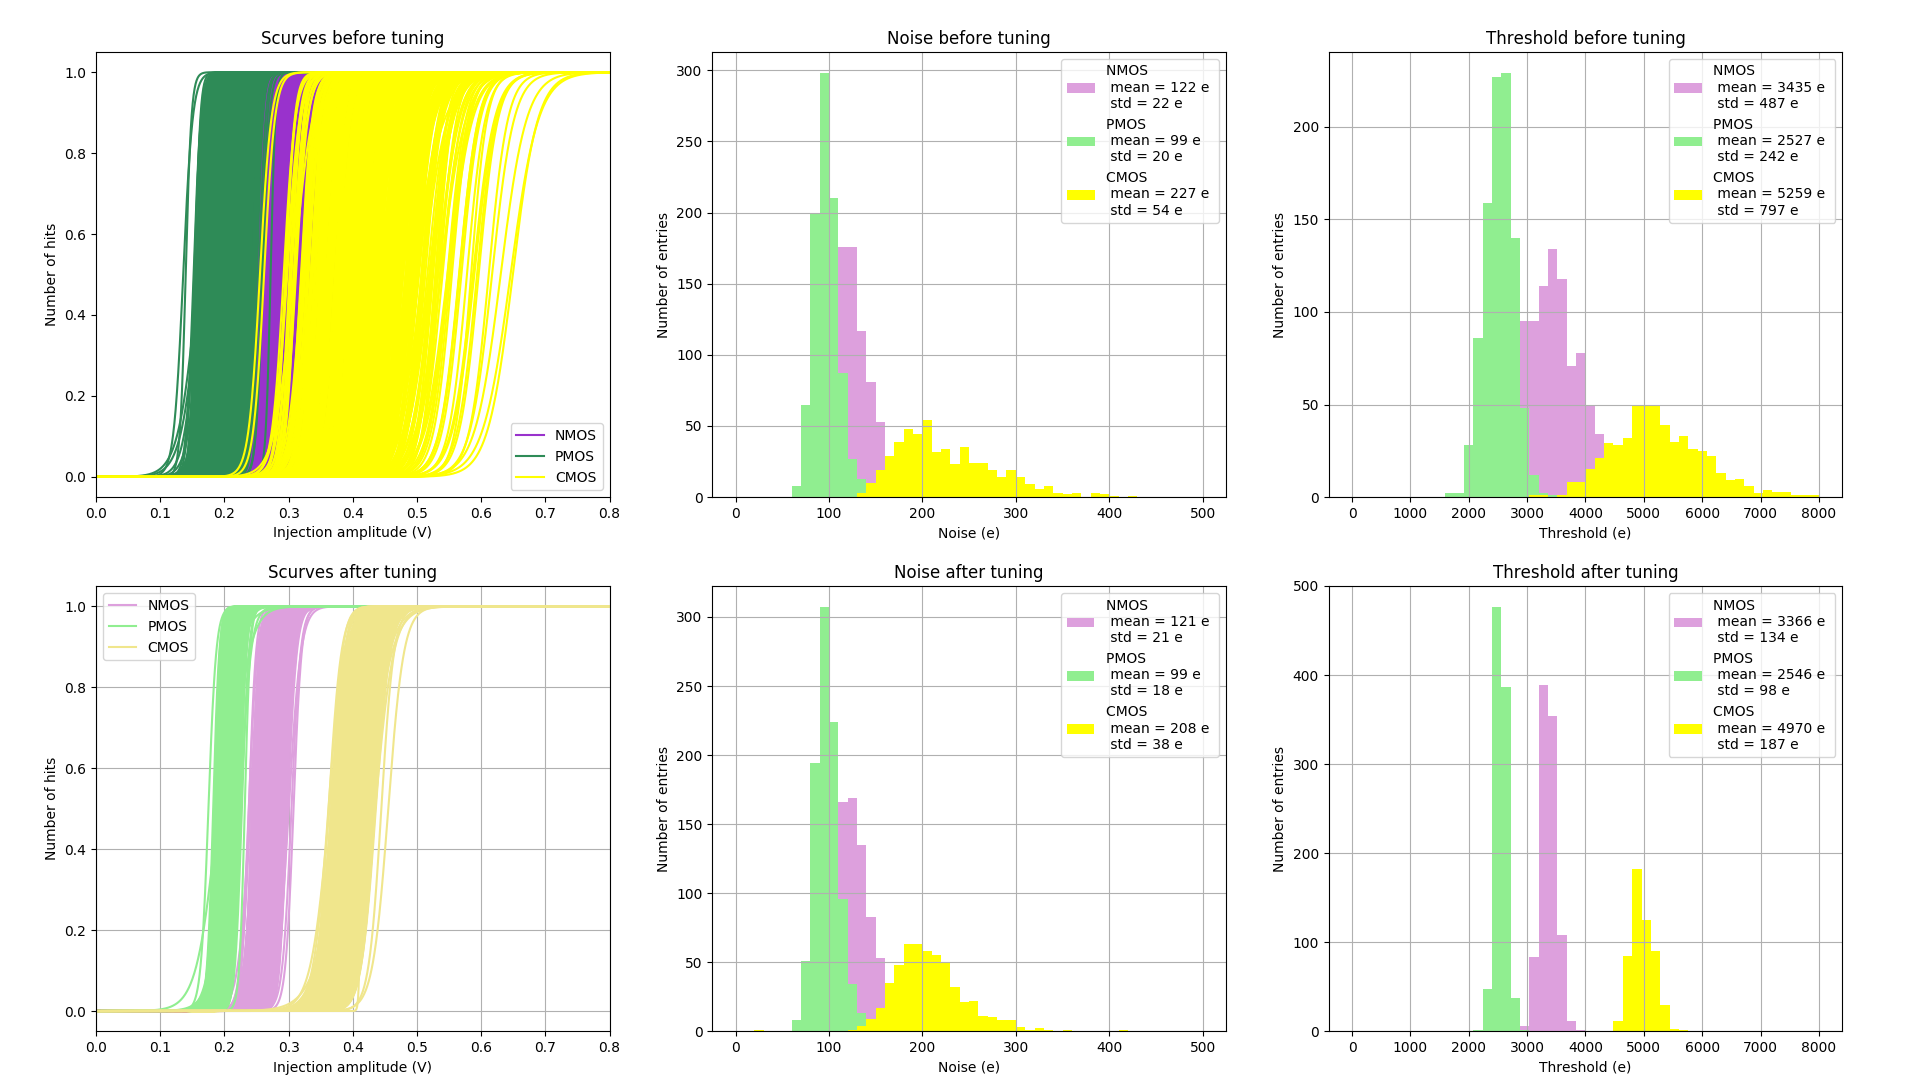 Scurves before tuning
Number of hits
1.0
0.8
0.6
0.4
0.2
0.0
NMOS
PMOS
CMOS
0.0 0.1 0.2 0.3 0.4 0.5 0.6 0.7 0.8
Injection amplitude (V)
Noise before tuning
Number of entries
300
250
200
150
100
50
0
NMOS
mean = 122 e
std = 22 e
PMOS
mean = 99 e
std = 20 e
CMOS
mean = 227 e
std = 54 e
0 100 200 300 400 500
Noise (e)
Threshold before tuning
Number of entries
200
150
100
50
0
NMOS
mean = 3435 e
std = 487 e
PMOS
mean = 2527 e
std = 242 e
CMOS
mean = 5259 e
std = 797 e
0 1000 2000 3000 4000 5000 6000 7000 8000
Threshold (e)
Scurves after tuning
Number of hits
1.0
0.8
0.6
0.4
0.2
0.0
NMOS
PMOS
CMOS
0.0 0.1 0.2 0.3 0.4 0.5 0.6 0.7 0.8
Injection amplitude (V)
Noise after tuning
Number of entries
300
250
200
150
100
50
0
NMOS
mean = 121 e
std = 21 e
PMOS
mean = 99 e
std = 18 e
CMOS
mean = 208 e
std = 38 e
0 100 200 300 400 500
Noise (e)
Threshold after tuning
Number of entries
500
400
300
200
100
0
NMOS
mean = 3366 e
std = 134 e
PMOS
mean = 2546 e
std = 98 e
CMOS
mean = 4970 e
std = 187 e
0 1000 2000 3000 4000 5000 6000 7000 8000
Threshold (e)